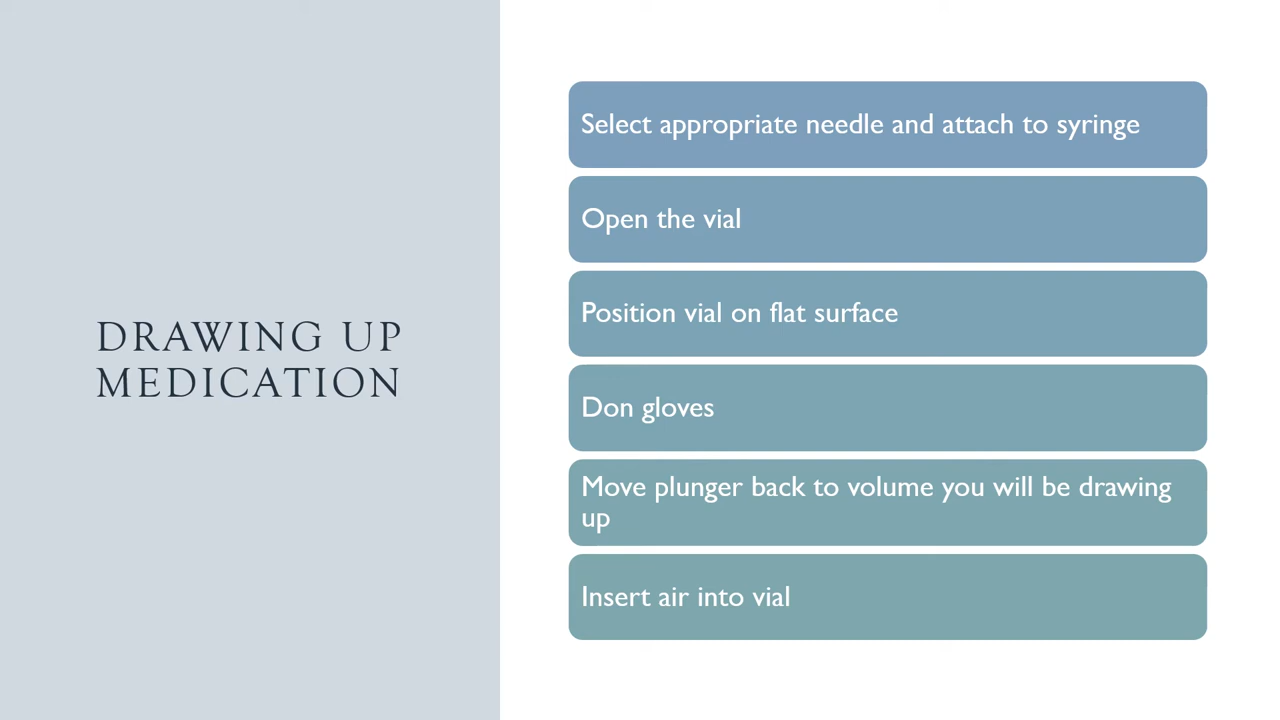 DRAWING UP
MEDICATION
Select appropriate needle and attach to syringe
Open the vial
Position vial on flat surface
Don gloves
Move plunger back to volume you will be drawing
up
Insert air into vial